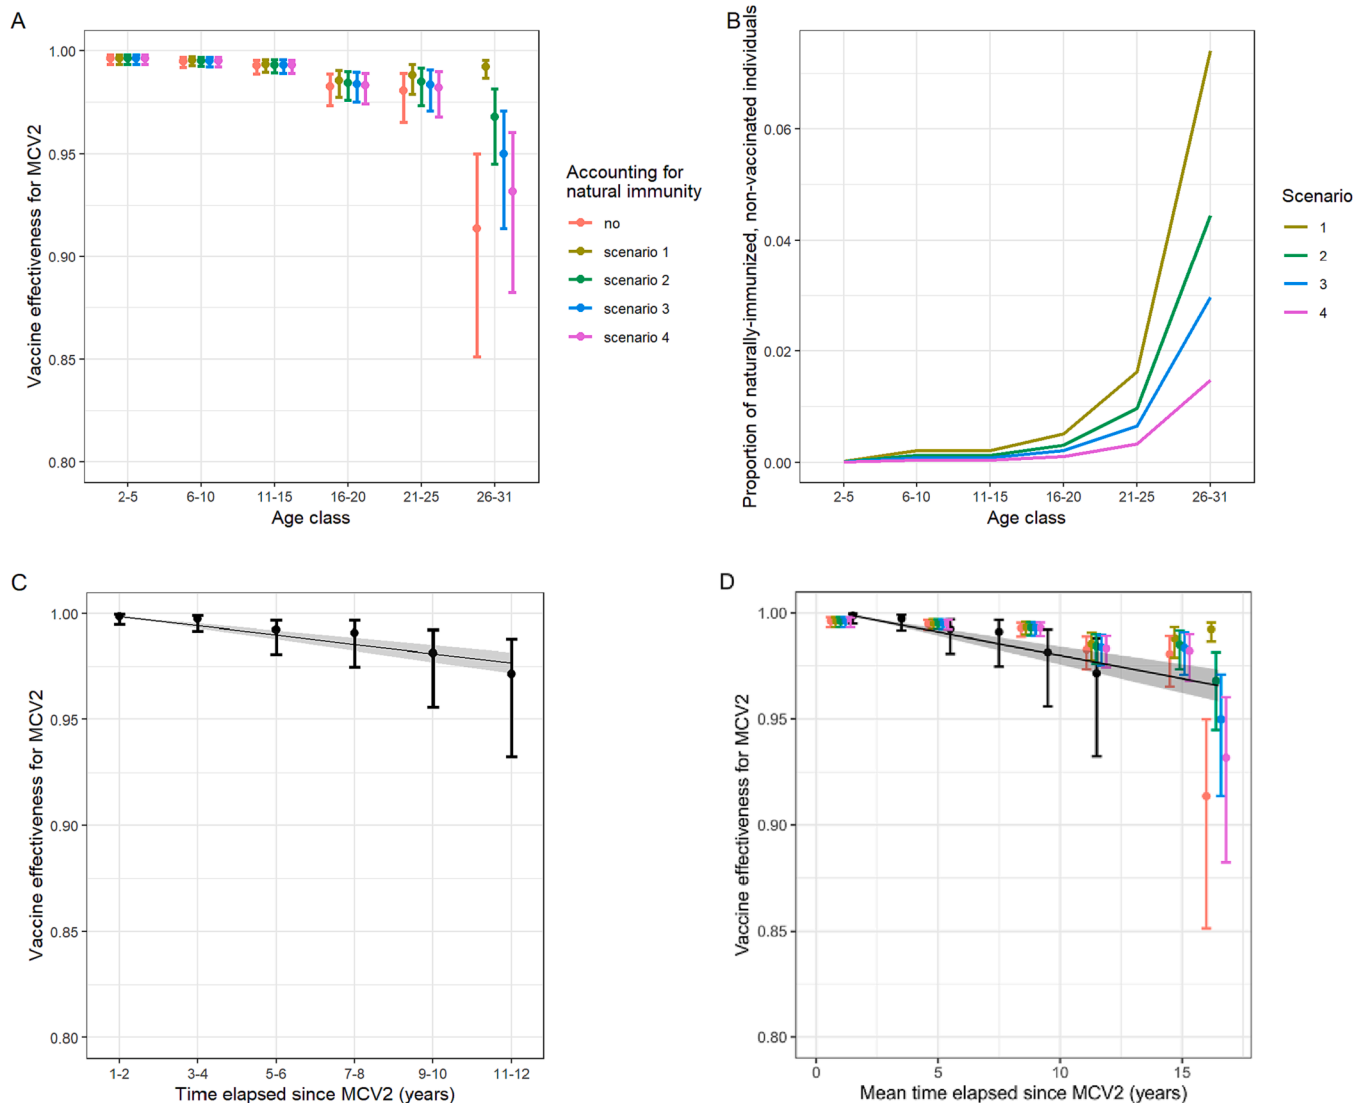 A
Vaccine effectiveness for MCV2
1.00
0.95
0.90
0.85
0.80
2-5 6-10 11-15 16-20 21-25 26-31
Age class
Accounting for
natural immunity
no
scenario 1
scenario 2
scenario 3
scenario 4
B
Proportion of naturally-immunized, non-vaccinated individuals
0.06
0.04
0.02
0.00
2-5 6-10 11-15 16-20 21-25 26-31
Age class
Scenario
1
2
3
4
C
Vaccine effectiveness for MCV2
1.00
0.95
0.90
0.85
0.80
1-2 3-4 5-6 7-8 9-10 11-12
Time elapsed since MCV2 (years)
D
Vaccine effectiveness for MCV2
1.00
0.95
0.90
0.85
0.80
0 5 10 15
Mean time elapsed since MCV2 (years)